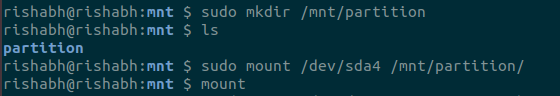 rishabh@rishabh:mnt $ sudo mkdir /mnt/partition
rishabh@rishabh:mnt $ ls
partition
rishabh@rishabh:mnt $ sudo mount /dev/sda4 /mnt/partition/
rishabh@rishabh:mnt $ mount